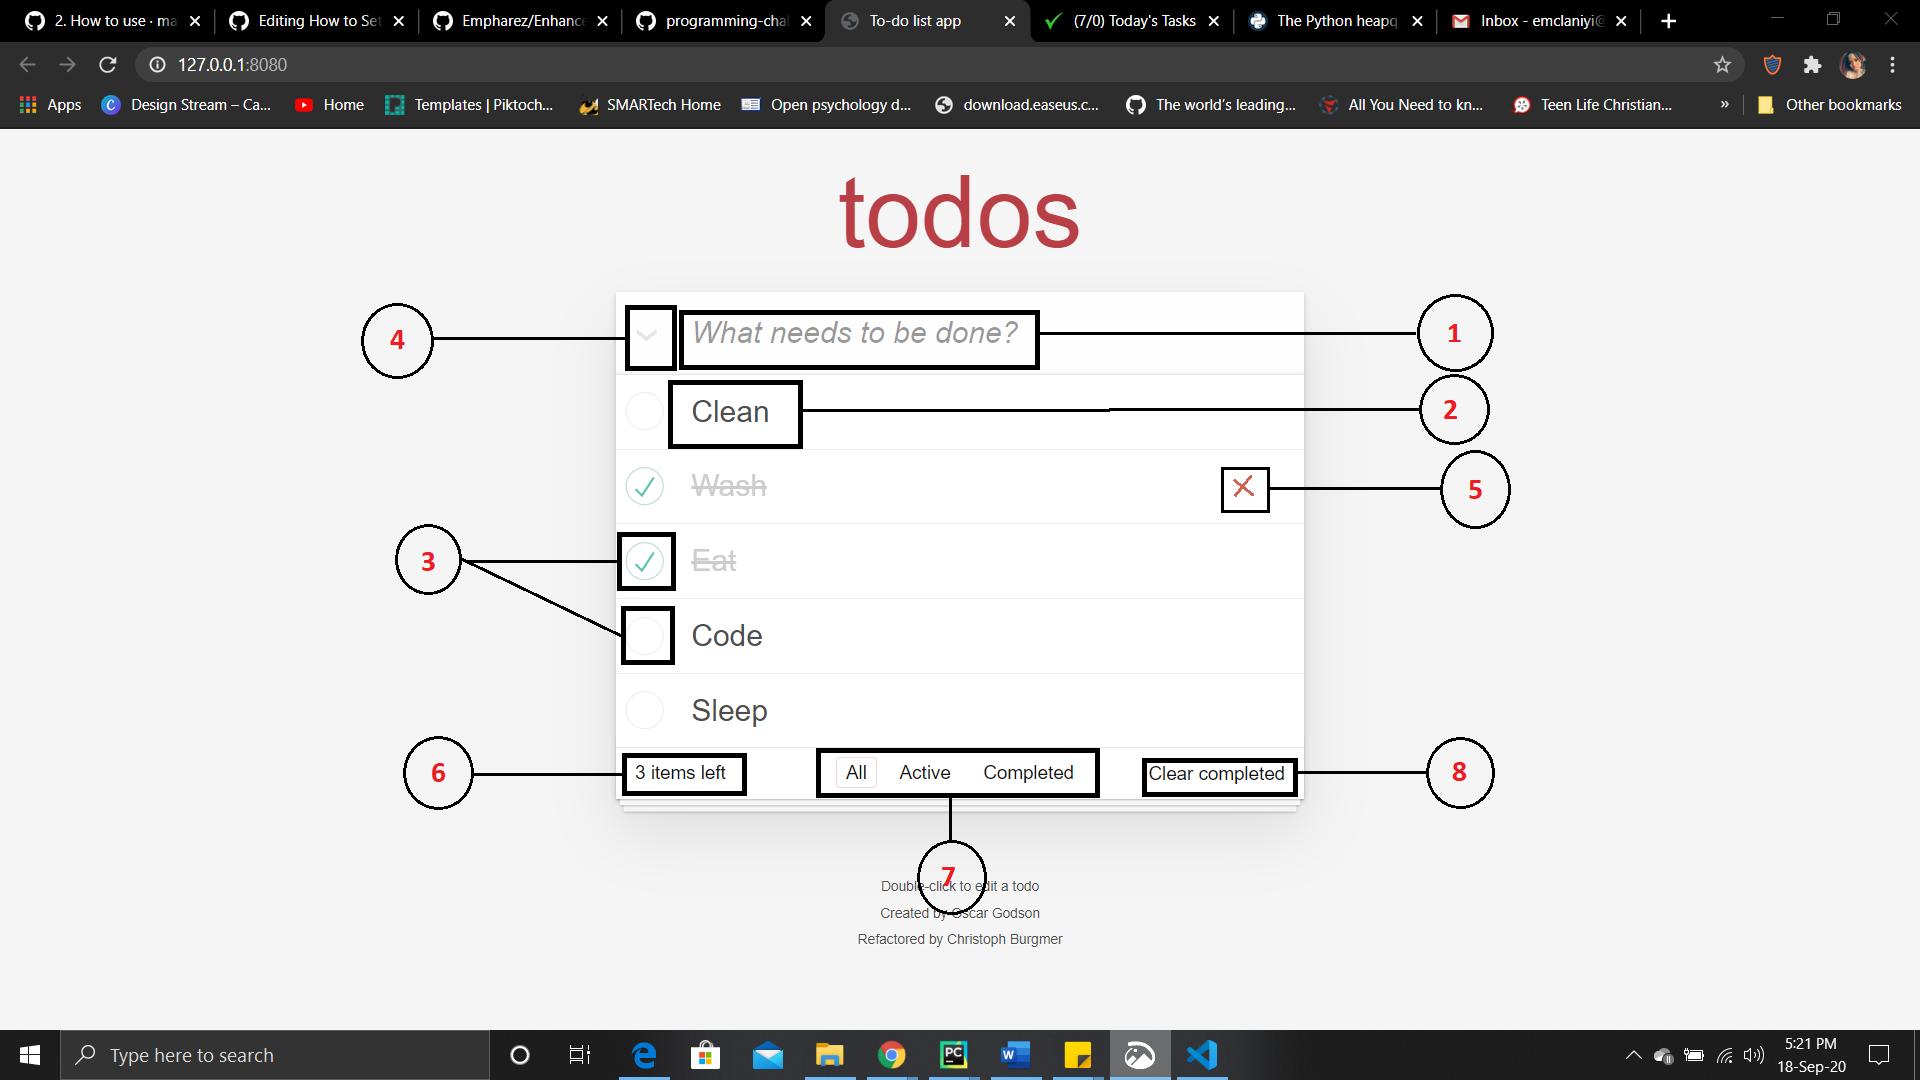 2. How to use · ma
Editing How to Set
Empharez/Enhance
programming-chal
To-do list app
(7/0) Today's Tasks
The Python heapq
Inbox - emclaniyi@
127.0.0.1:8080
Apps
Design Stream – Ca...
Home
Templates | Piktoch...
SMARTech Home
Open psychology d...
download.easeus.c...
The world's leading...
All You Need to kn...
Teen Life Christian...
»
Other bookmarks
todos
4
What needs to be done?
1
Clean
2
Wash
5
3
Eat
Code
Sleep
6
3 items left
All Active Completed
Clear completed
8
7
Double-click to edit a todo
Created by Oscar Godson
Refactored by Christoph Burgmer
Type here to search
5:21 PM
18-Sep-20